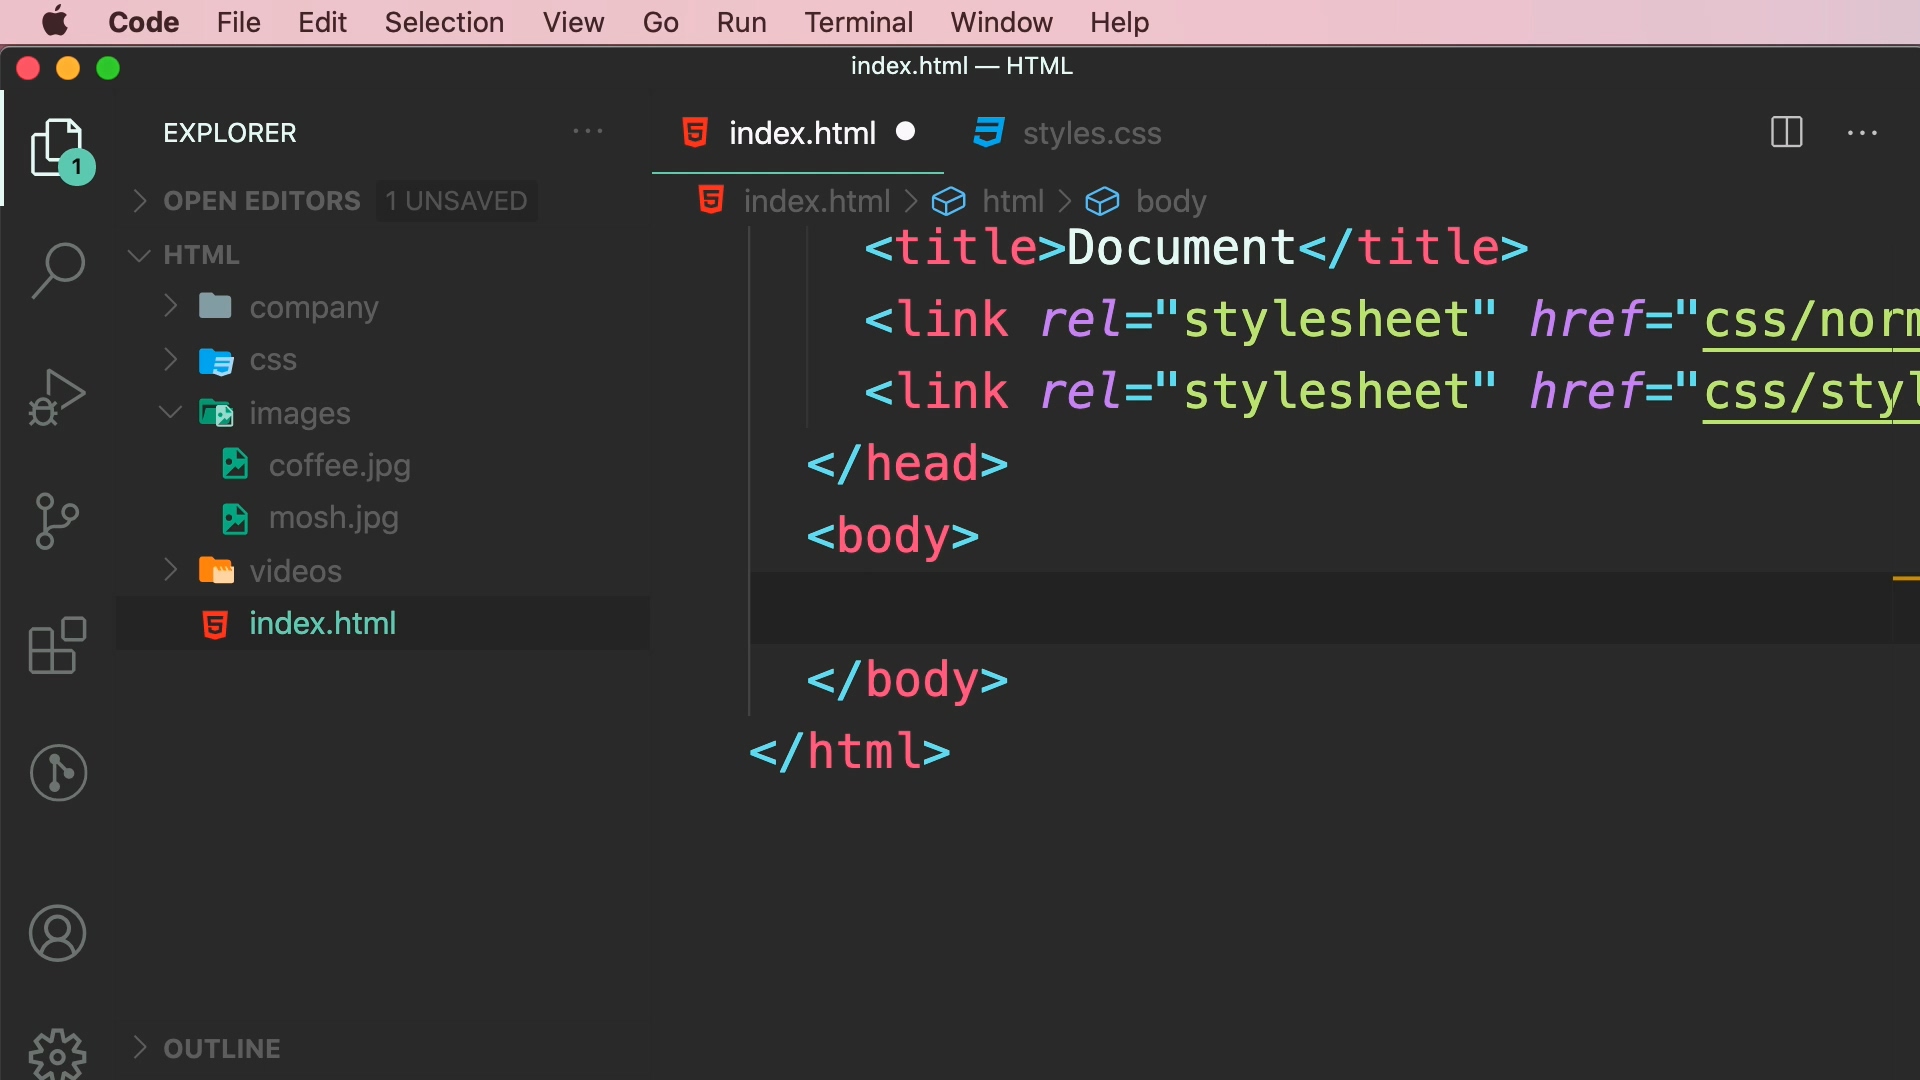 Code File Edit Selection View Go Run Terminal Window Help
index.html — HTML
EXPLORER
1
OPEN EDITORS 1 UNSAVED
HTML
company
css
images
coffee.jpg
mosh.jpg
videos
index.html
OUTLINE
index.html styles.css
index.html > html > body
<title>Document</title>
<link rel="stylesheet" href="css/norm
<link rel="stylesheet" href="css/styl
</head>
<body>
</body>
</html>